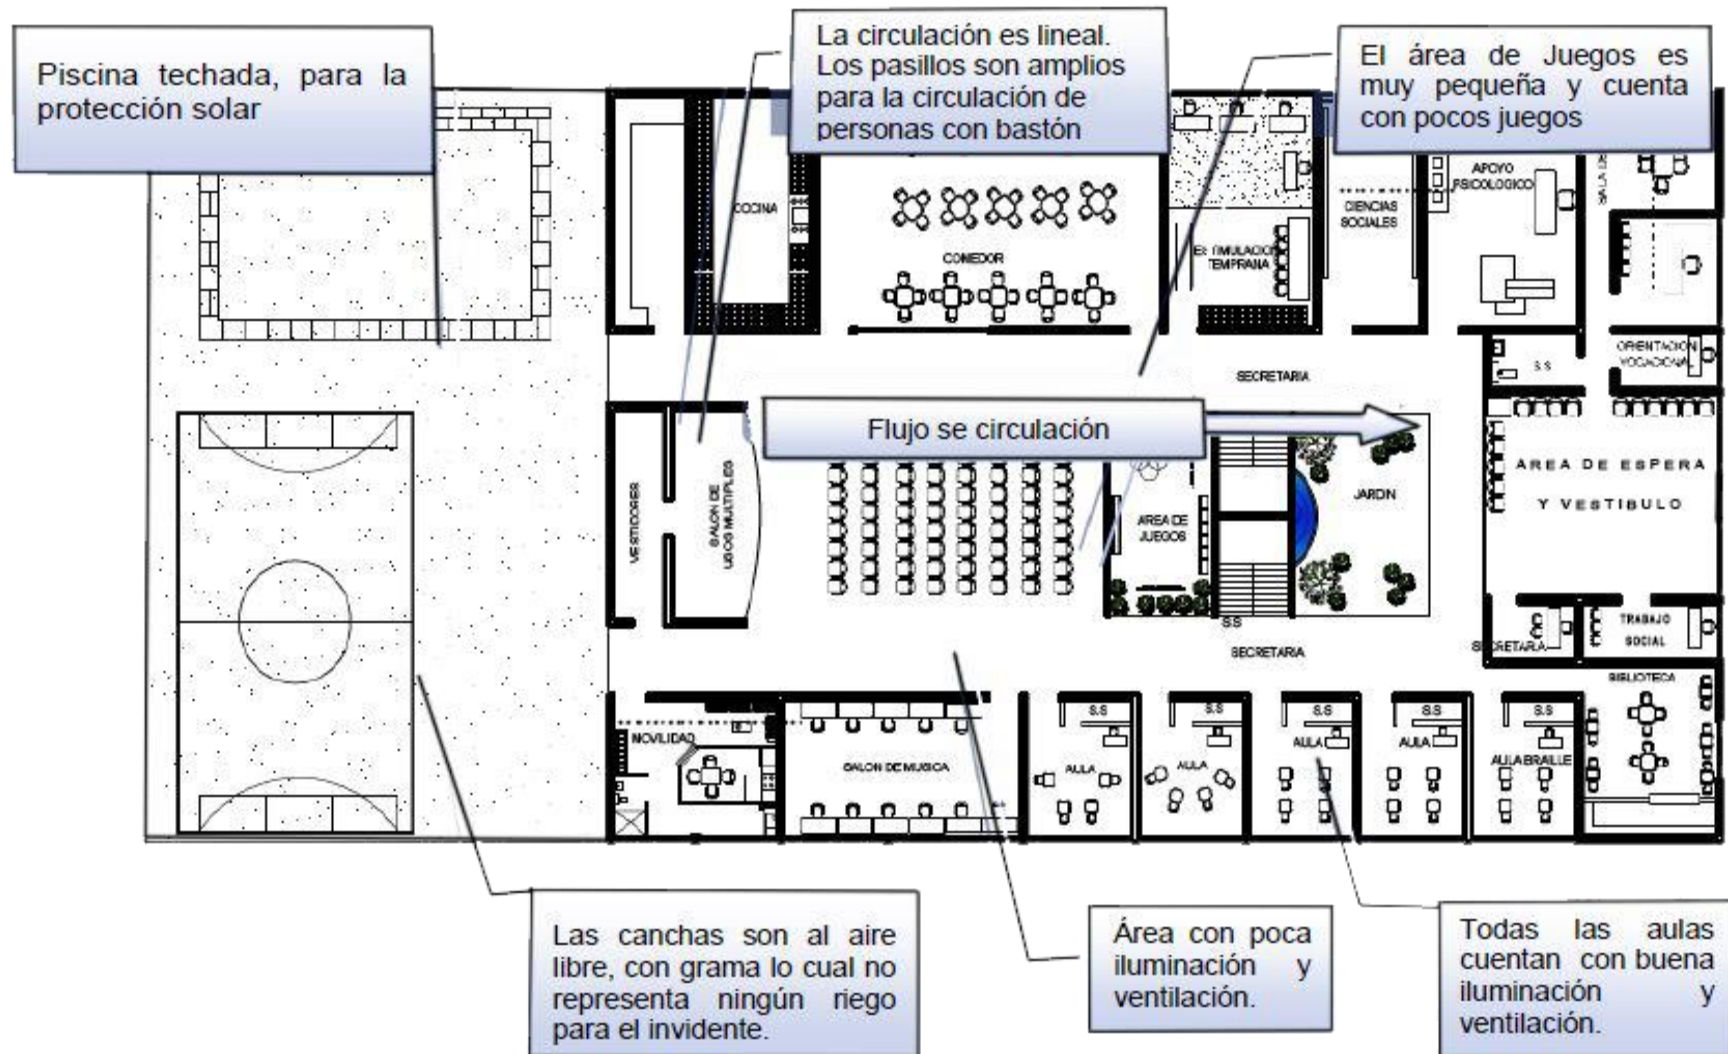 Piscina techada, para la
protección solar
La circulación es lineal.
Los pasillos son amplios
para la circulación de
personas con bastón
El área de Juegos es
muy pequeña y cuenta
con pocos juegos
COCINA
COMEDOR
ESTIMULACION
TEMPRANA
CIENCIAS
SOCIALES
APOYO
PSICOLOGICO
SALA
SECRETARIA
S.S
ORIENTACION
VOCACIONAL
Flujo se circulación
VESTIDORES
SALON DE
USOS MULTIPLES
AREA DE
JUEGOS
JARDIN
AREA DE ESPERA
Y VESTIBULO
S.S
SECRETARIA
SECRETARIA
TRABAJO
SOCIAL
BIBLIOTECA
MOVILIDAD
SALON DE MUSICA
S.S
AULA
S.S
AULA
S.S
AULA
S.S
AULA
S.S
AULA BRAILLE
Las canchas son al aire
libre, con grama lo cual no
representa ningún riego
para el invidente.
Área con poca
iluminación y
ventilación.
Todas las aulas
cuentan con buena
iluminación y
ventilación.